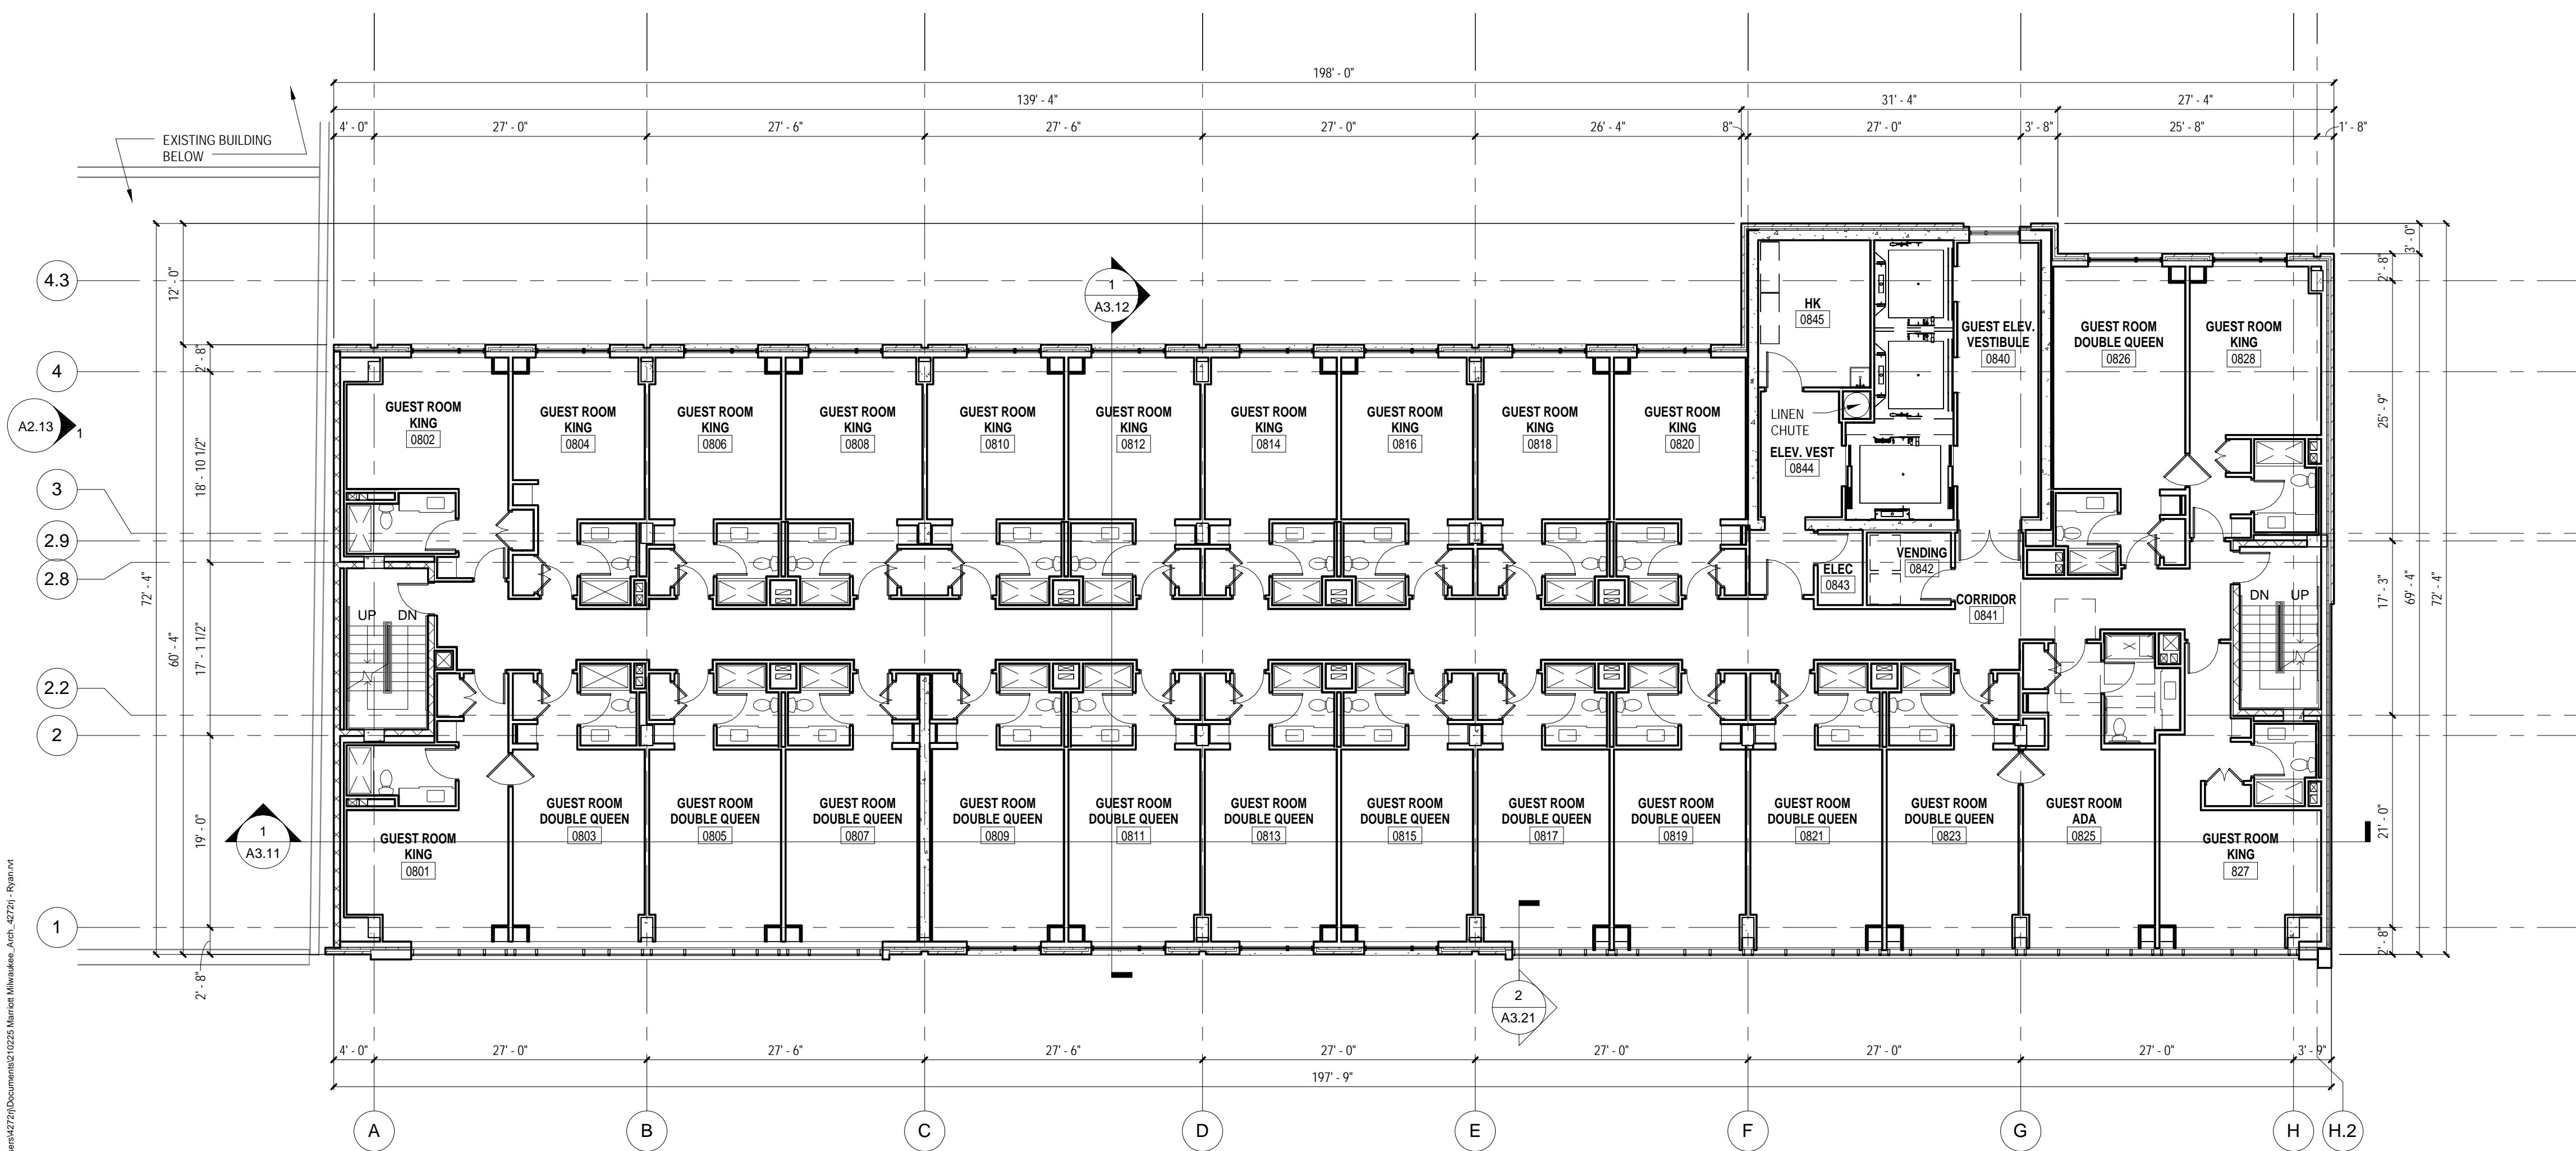 198' - 0"
139' - 4"
31' - 4"
27' - 4"
4' - 0"
27' - 0"
27' - 6"
27' - 6"
27' - 0"
26' - 4"
8"
27' - 0"
3' - 8"
25' - 8"
1' - 8"
EXISTING BUILDING
BELOW
4.3
4
A2.13
1
3
2.9
2.8
2.2
2
1
72' - 4"
12' - 0"
60' - 4"
2' - 8"
18' - 10 1/2"
17' - 1 1/2"
19' - 0"
2' - 8"
1
A3.12
1
A3.11
2
A3.21
GUEST ROOM
KING
0802
GUEST ROOM
KING
0804
GUEST ROOM
KING
0806
GUEST ROOM
KING
0808
GUEST ROOM
KING
0810
GUEST ROOM
KING
0812
GUEST ROOM
KING
0814
GUEST ROOM
KING
0816
GUEST ROOM
KING
0818
GUEST ROOM
KING
0820
HK
0845
LINEN
CHUTE
ELEV. VEST
0844
GUEST ELEV.
VESTIBULE
0840
GUEST ROOM
DOUBLE QUEEN
0826
GUEST ROOM
KING
0828
ELEC
0843
VENDING
0842
CORRIDOR
0841
UP
DN
DN
UP
GUEST ROOM
KING
0801
GUEST ROOM
DOUBLE QUEEN
0803
GUEST ROOM
DOUBLE QUEEN
0805
GUEST ROOM
DOUBLE QUEEN
0807
GUEST ROOM
DOUBLE QUEEN
0809
GUEST ROOM
DOUBLE QUEEN
0811
GUEST ROOM
DOUBLE QUEEN
0813
GUEST ROOM
DOUBLE QUEEN
0815
GUEST ROOM
DOUBLE QUEEN
0817
GUEST ROOM
DOUBLE QUEEN
0819
GUEST ROOM
DOUBLE QUEEN
0821
GUEST ROOM
DOUBLE QUEEN
0823
GUEST ROOM
ADA
0825
GUEST ROOM
KING
827
3' - 0"
2' - 8"
25' - 9"
17' - 3"
69' - 4"
72' - 4"
21' - 0"
2' - 8"
4' - 0"
27' - 0"
27' - 6"
27' - 6"
27' - 0"
27' - 0"
27' - 0"
27' - 0"
3' - 9"
197' - 9"
A
B
C
D
E
F
G
H
H.2
sers\4272rj\Documents\210225 Marriott Milwaukee_Arch_4272rj - Ryan.rvt